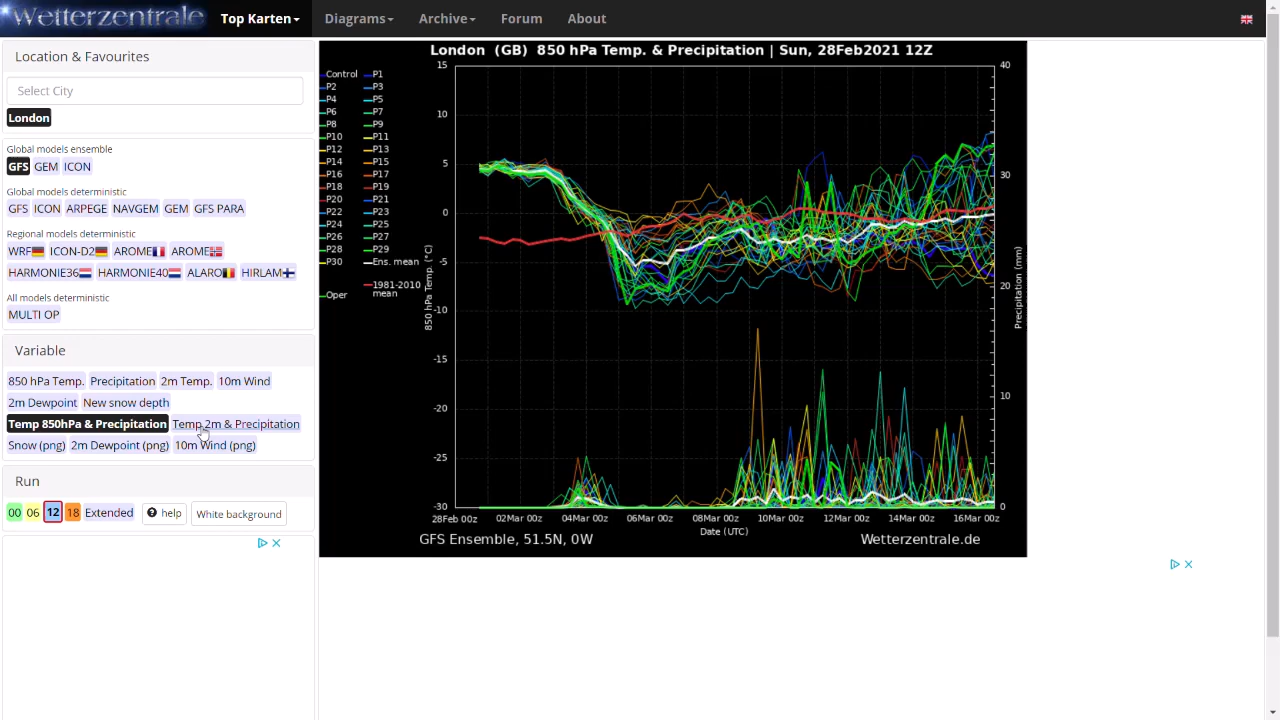 Wetterzentrale Top Karten Diagrams Archive Forum About
Location & Favourites
Select City
London
Global models ensemble
GFS GEM ICON
Global models deterministic
GFS ICON ARPEGE NAVGEM GEM GFS PARA
Regional models deterministic
WRF ICON-D2 AROME AROME
HARMONIE36 HARMONIE40 ALARO HIRLAM
All models deterministic
MULTI OP
Variable
850 hPa Temp. Precipitation 2m Temp. 10m Wind
2m Dewpoint New snow depth
Temp 850hPa & Precipitation Temp 2m & Precipitation
Snow (png) 2m Dewpoint (png) 10m Wind (png)
Run
00 06 12 18 Extended help White background
London (GB) 850 hPa Temp. & Precipitation | Sun, 28Feb2021 12Z
Control P1
P2 P3
P4 P5
P6 P7
P8 P9
P10 P11
P12 P13
P14 P15
P16 P17
P18 P19
P20 P21
P22 P23
P24 P25
P26 P27
P28 P29
P30 Ens. mean
1981-2010
mean
Oper
850 hPa Temp. (°C)
15
10
5
0
-5
-10
-15
-20
-25
-30
40
30
20
10
0
Precipitation (mm)
28Feb 00z 02Mar 00z 04Mar 00z 06Mar 00z 08Mar 00z 10Mar 00z 12Mar 00z 14Mar 00z 16Mar 00z
Date (UTC)
GFS Ensemble, 51.5N, 0W Wetterzentrale.de